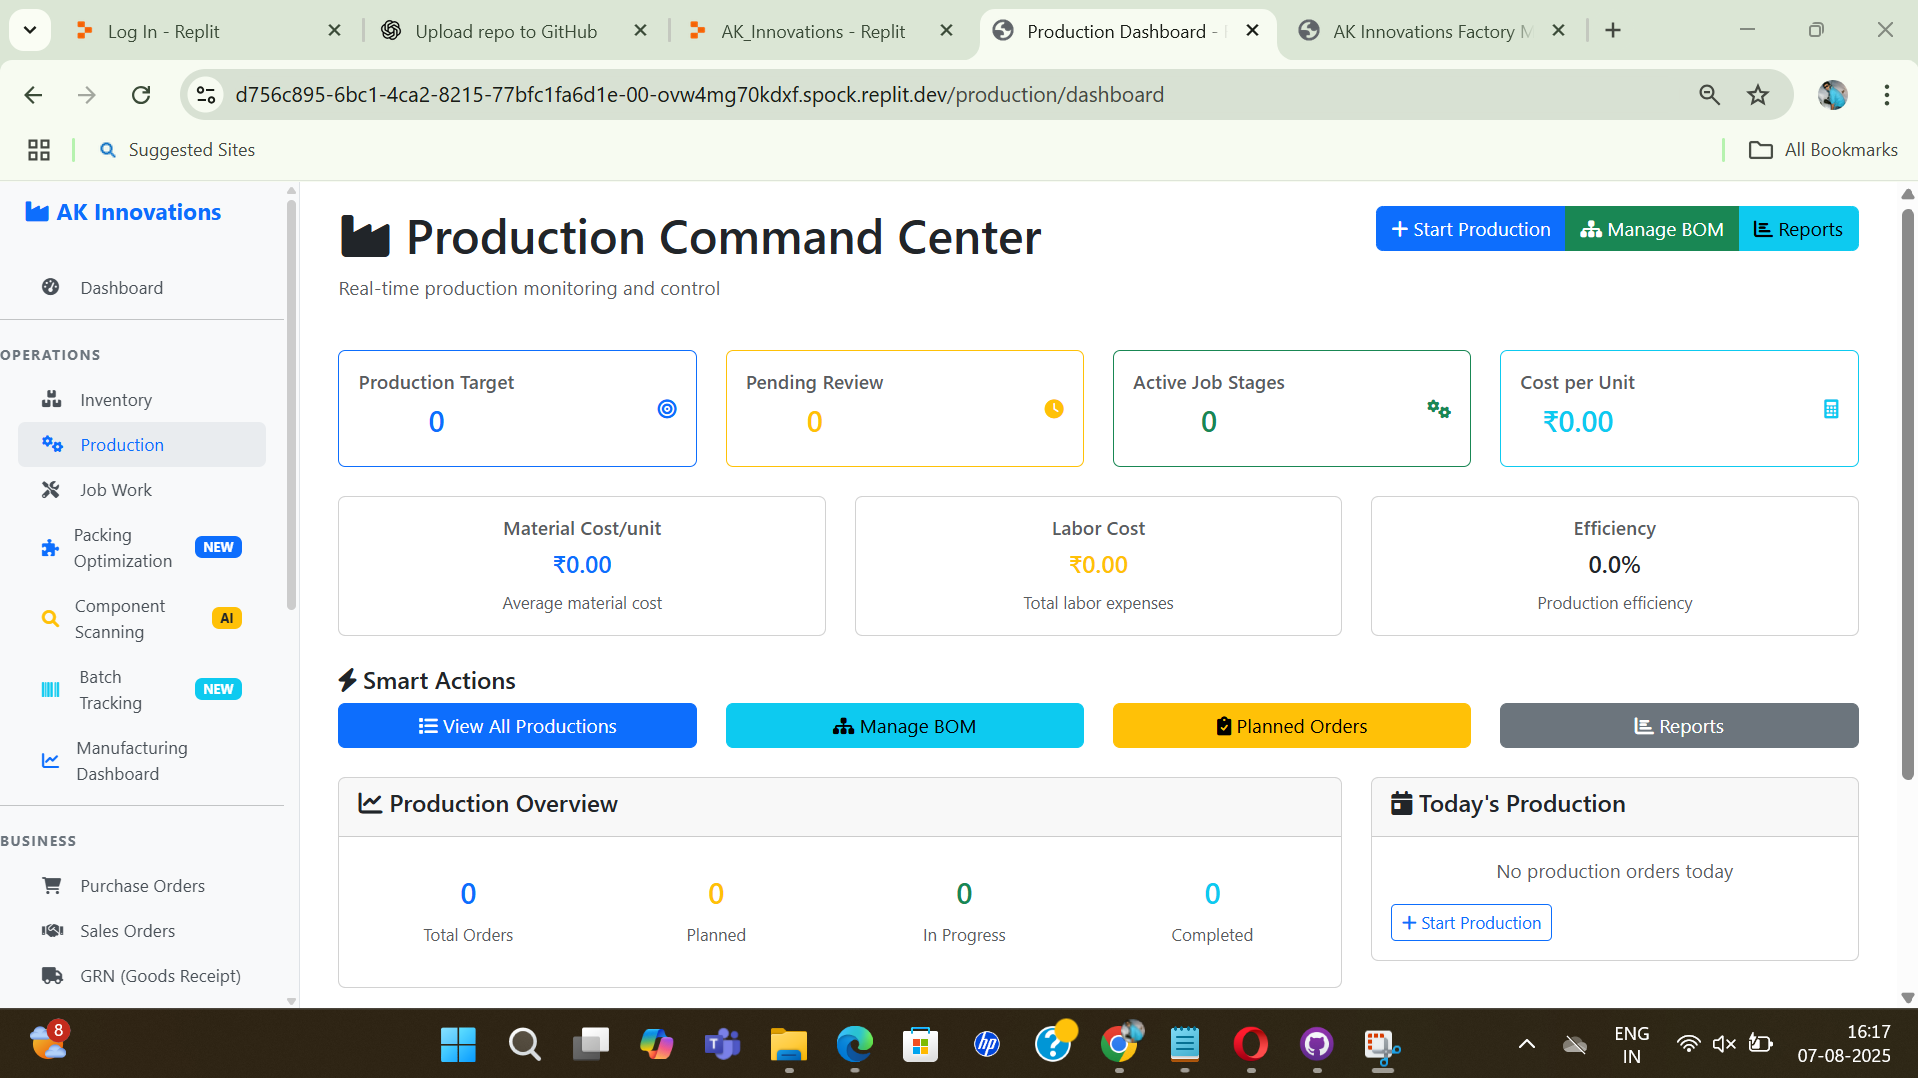 Log In - Replit
Upload repo to GitHub
AK_Innovations - Replit
Production Dashboard -
AK Innovations Factory M
d756c895-6bc1-4ca2-8215-77bfc1fa6d1e-00-ovw4mg70kdxf.spock.replit.dev/production/dashboard
Suggested Sites
All Bookmarks
AK Innovations
Dashboard
OPERATIONS
Inventory
Production
Job Work
Packing
Optimization
NEW
Component
Scanning
AI
Batch
Tracking
NEW
Manufacturing
Dashboard
BUSINESS
Purchase Orders
Sales Orders
GRN (Goods Receipt)
Production Command Center
Real-time production monitoring and control
Start Production
Manage BOM
Reports
Production Target
0
Pending Review
0
Active Job Stages
0
Cost per Unit
₹0.00
Material Cost/unit
₹0.00
Average material cost
Labor Cost
₹0.00
Total labor expenses
Efficiency
0.0%
Production efficiency
Smart Actions
View All Productions
Manage BOM
Planned Orders
Reports
Production Overview
0
Total Orders
0
Planned
0
In Progress
0
Completed
Today's Production
No production orders today
Start Production
8
hp
ENG
IN
16:17
07-08-2025